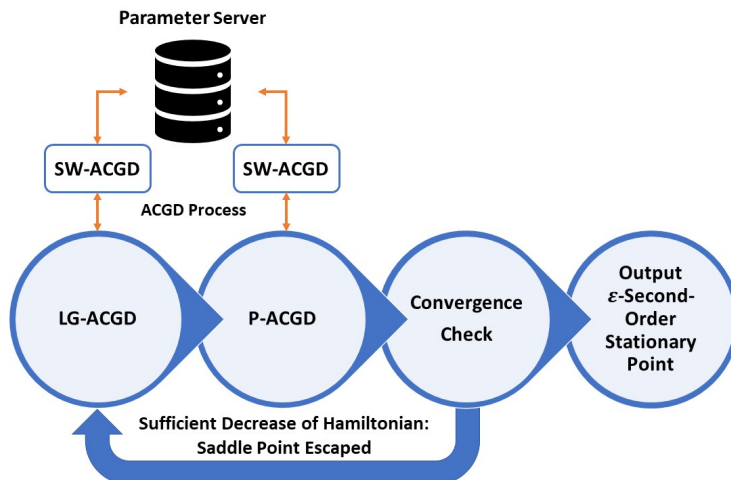 Parameter Server
SW-ACGD
SW-ACGD
ACGD Process
LG-ACGD
P-ACGD
Convergence
Check
Output
ε-Second-
Order
Stationary
Point
Sufficient Decrease of Hamiltonian:
Saddle Point Escaped